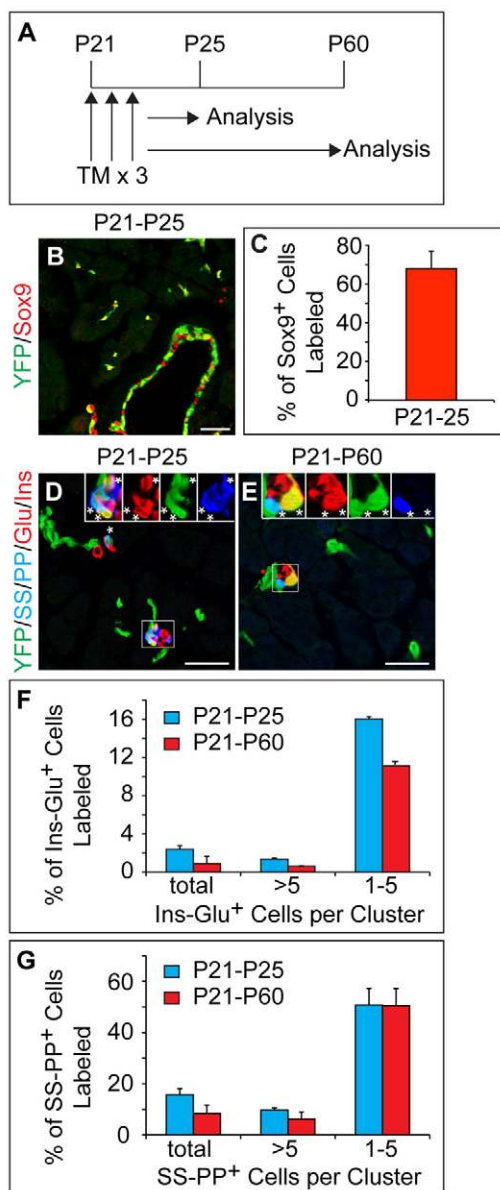 A
P21
P25
P60
Analysis
Analysis
TM x 3
P21-P25
B
YFP/Sox9
C
% of Sox9+ Cells
Labeled
80
60
40
20
0
P21-25
P21-P25
P21-P60
D
E
YFP/SS/PP/Glu/Ins
* * * * * * * *
* * * * * *
*
F
% of Ins-Glu+ Cells
Labeled
16
12
8
4
0
P21-P25
P21-P60
total
>5
1-5
Ins-Glu+ Cells per Cluster
G
% of SS-PP+ Cells
Labeled
60
40
20
0
P21-P25
P21-P60
total
>5
1-5
SS-PP+ Cells per Cluster